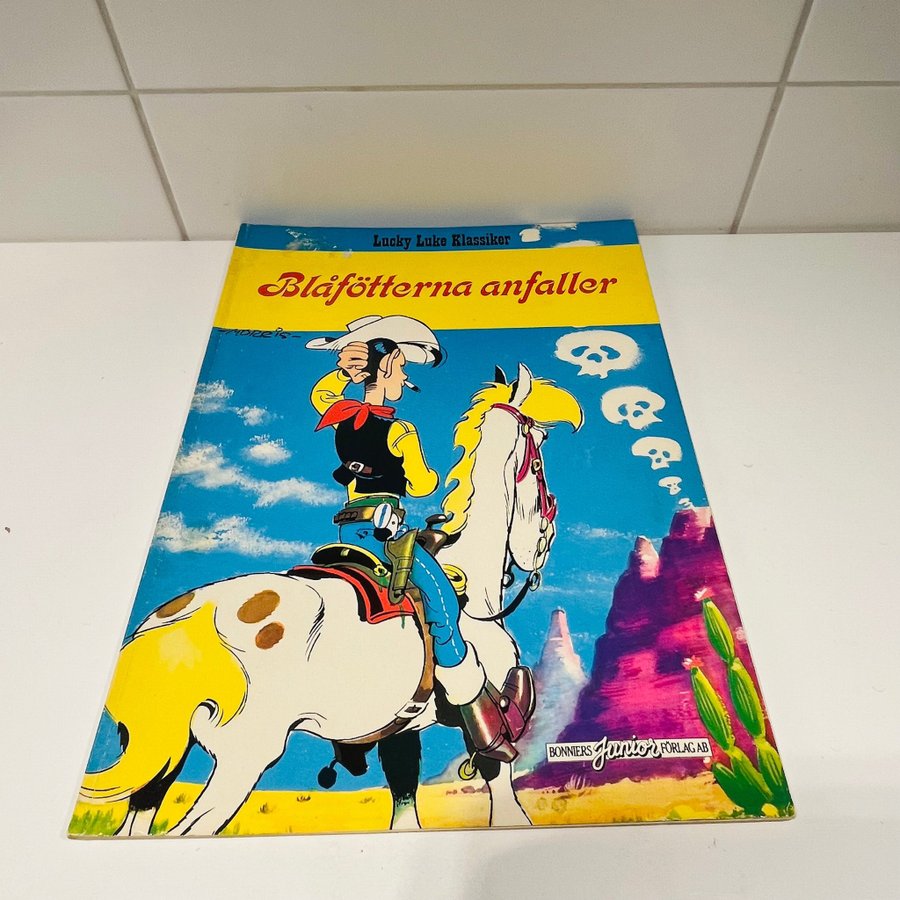 Lucky Luke Klassiker
Blåfötterna anfaller
MORRIS-
BONNIERS Junior FÖRLAG AB